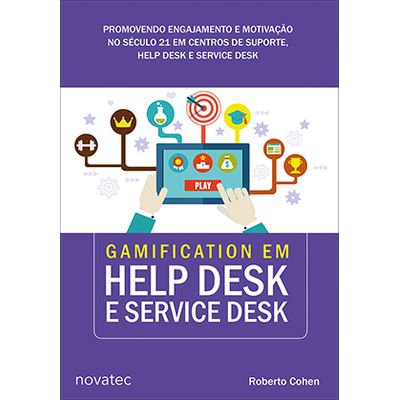 PROMOVENDO ENGAJAMENTO E MOTIVAÇÃO
NO SÉCULO 21 EM CENTROS DE SUPORTE,
HELP DESK E SERVICE DESK
PLAY
GAMIFICATION EM
HELP DESK
E SERVICE DESK
novatec
Roberto Cohen